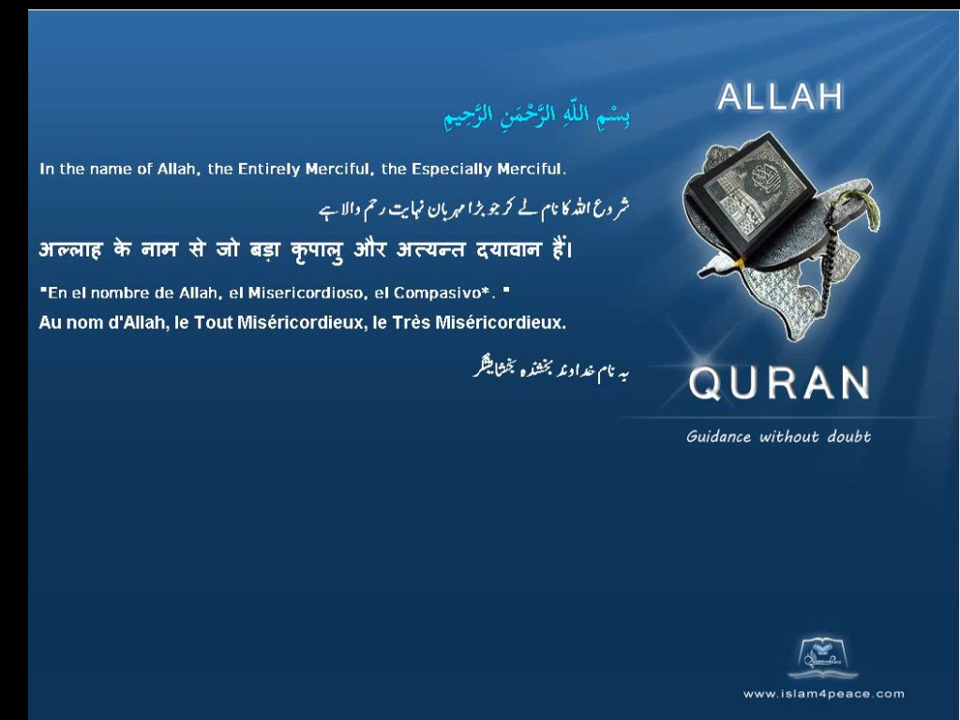 بِسْمِ اللّهِ الرَّحْمَنِ الرَّحِيمِ
In the name of Allah, the Entirely Merciful, the Especially Merciful.
شروع اللہ کا نام لے کر جو بڑا مہربان نہایت رحم والا ہے
अल्लाह के नाम से जो बड़ा कृपालु और अत्यन्त दयावान हैं।
"En el nombre de Allah, el Misericordioso, el Compasivo*. "
Au nom d'Allah, le Tout Miséricordieux, le Très Miséricordieux.
به نام خداوند بخشنده بخشایشگر
ALLAH
QURAN
Guidance without doubt
www.islam4peace.com